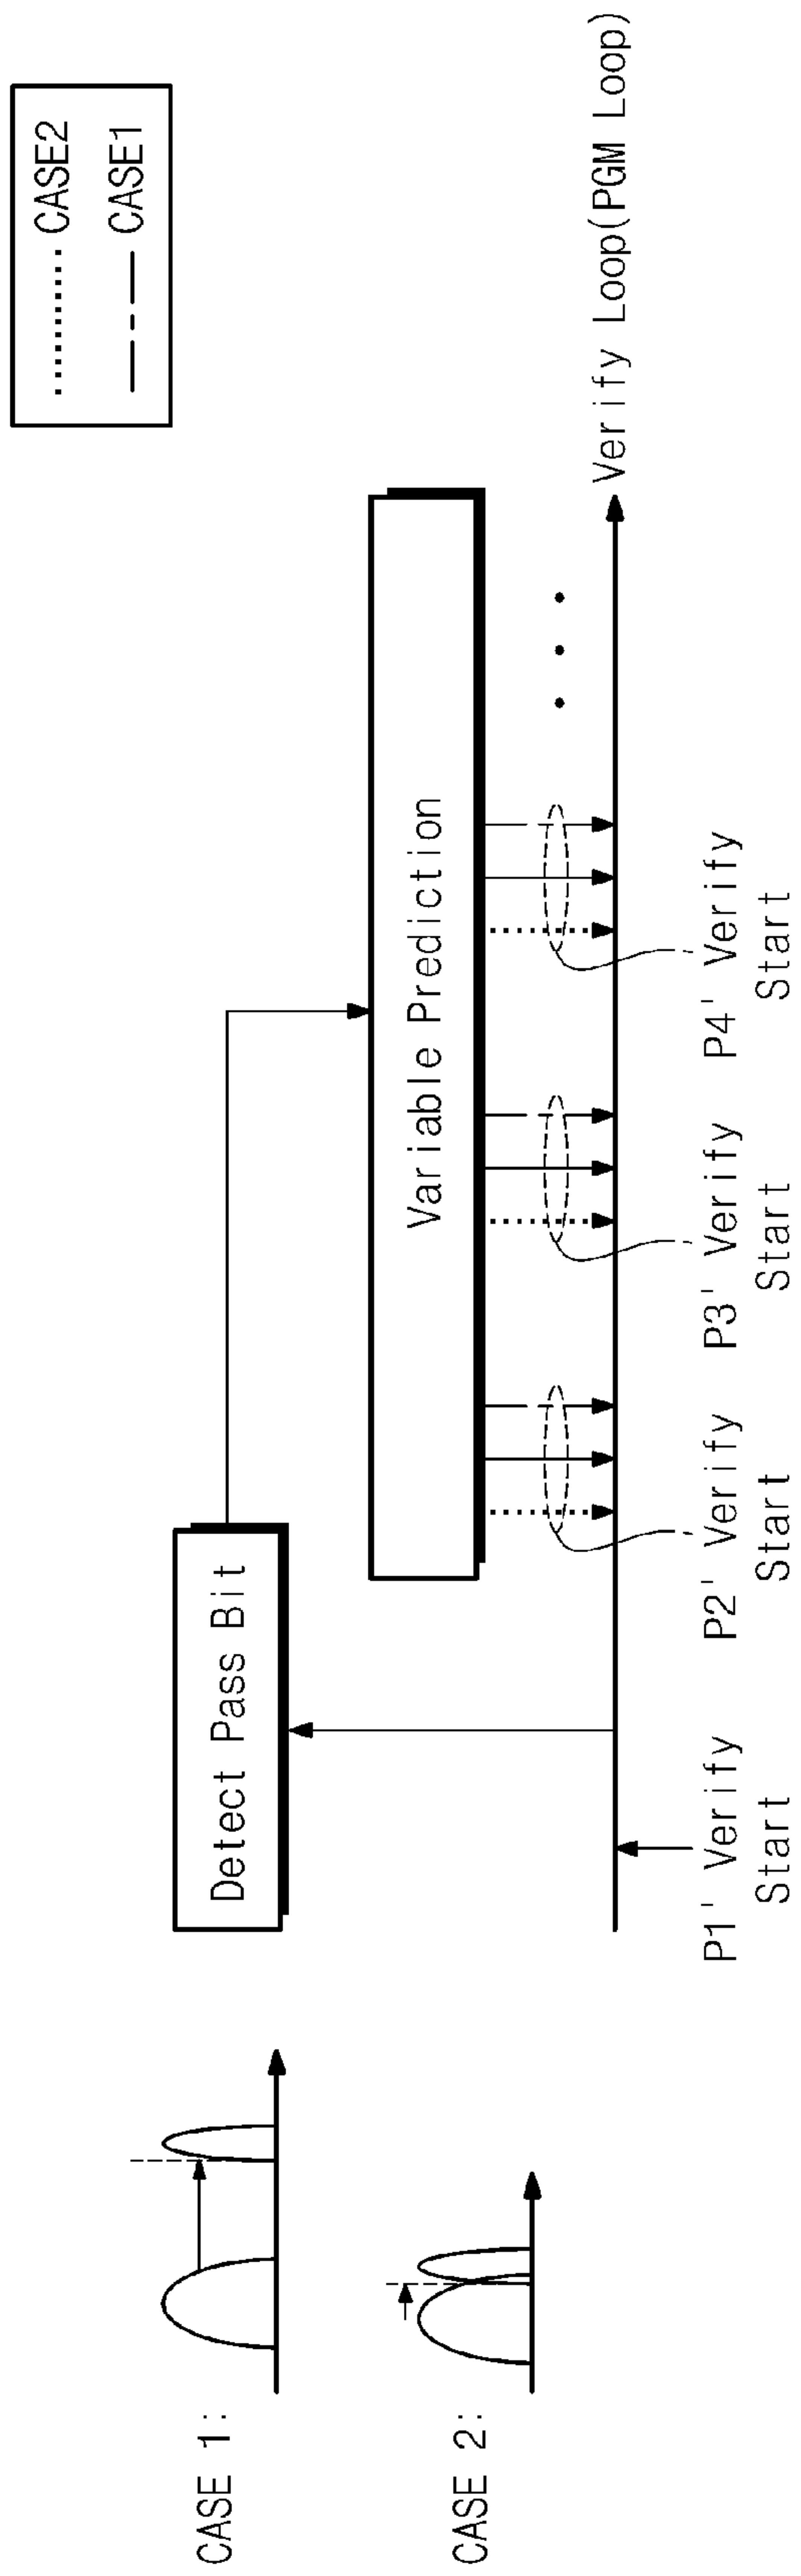 CASE2
CASE1
Detect Pass Bit
Variable Prediction
Verify Loop(PGM Loop)
P1' Verify
Start
P2' Verify
Start
P3' Verify
Start
P4' Verify
Start
CASE 1:
CASE 2: